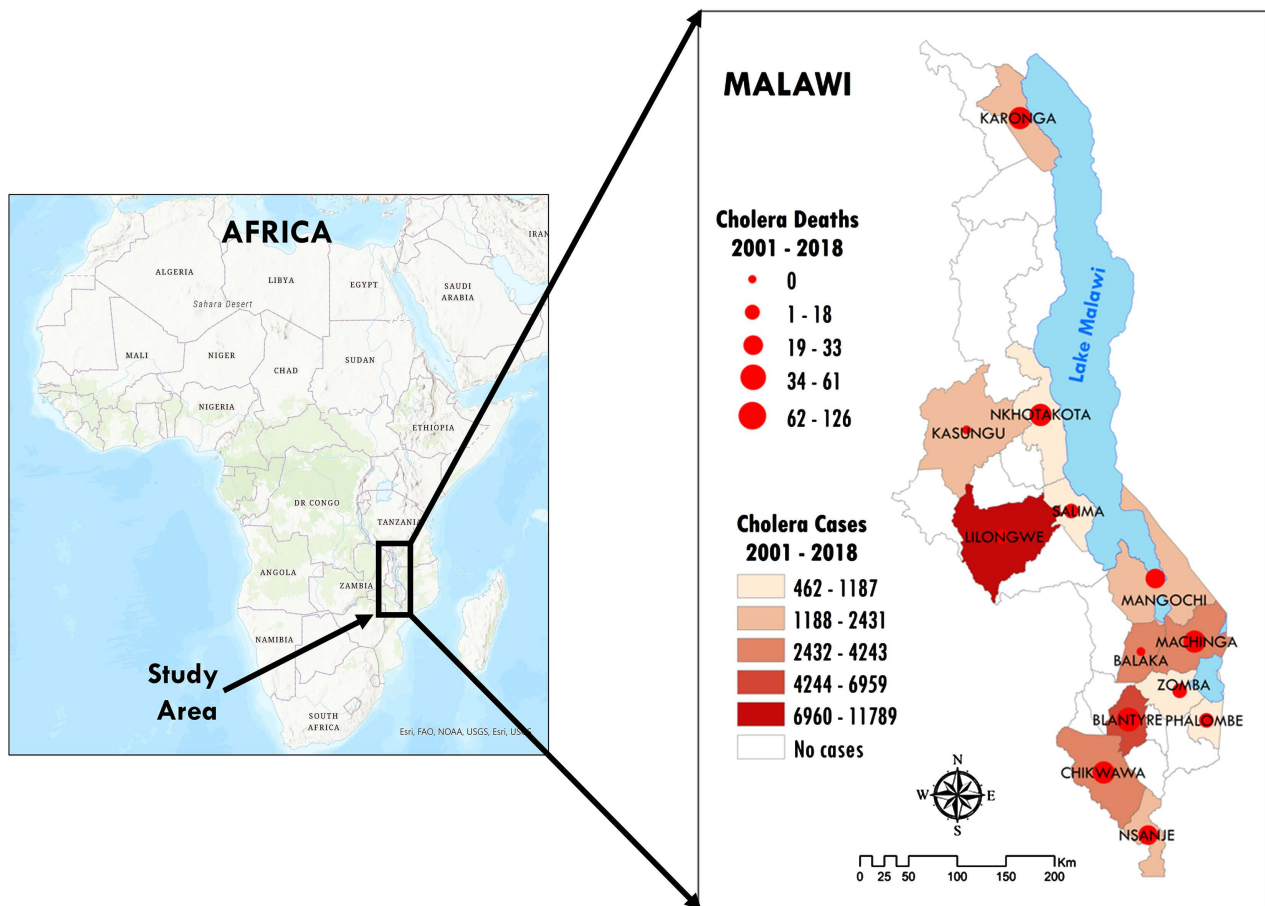 AFRICA
IRAN
ALGERIA
LIBYA
EGYPT
SAUDI
ARABIA
Sahara Desert
MALI
NIGER
CHAD
SUDAN
NIGERIA
ETHIOPIA
DR CONGO
TANZANIA
ANGOLA
ZAMBIA
NAMIBIA
SOUTH
AFRICA
Esri, FAO, NOAA, USGS, Esri, USGS
Study
Area
MALAWI
Cholera Deaths
2001 - 2018
0
1 - 18
19 - 33
34 - 61
62 - 126
Cholera Cases
2001 - 2018
462 - 1187
1188 - 2431
2432 - 4243
4244 - 6959
6960 - 11789
No cases
KARONGA
Lake Malawi
NKHOTAKOTA
KASUNGU
SALIMA
LILONGWE
MANGOCHI
MACHINGA
BALAKA
ZOMBA
BLANTYRE
PHALOMBE
CHIKWAWA
NSANJE
N
W E
S
Km
0 25 50 100 150 200